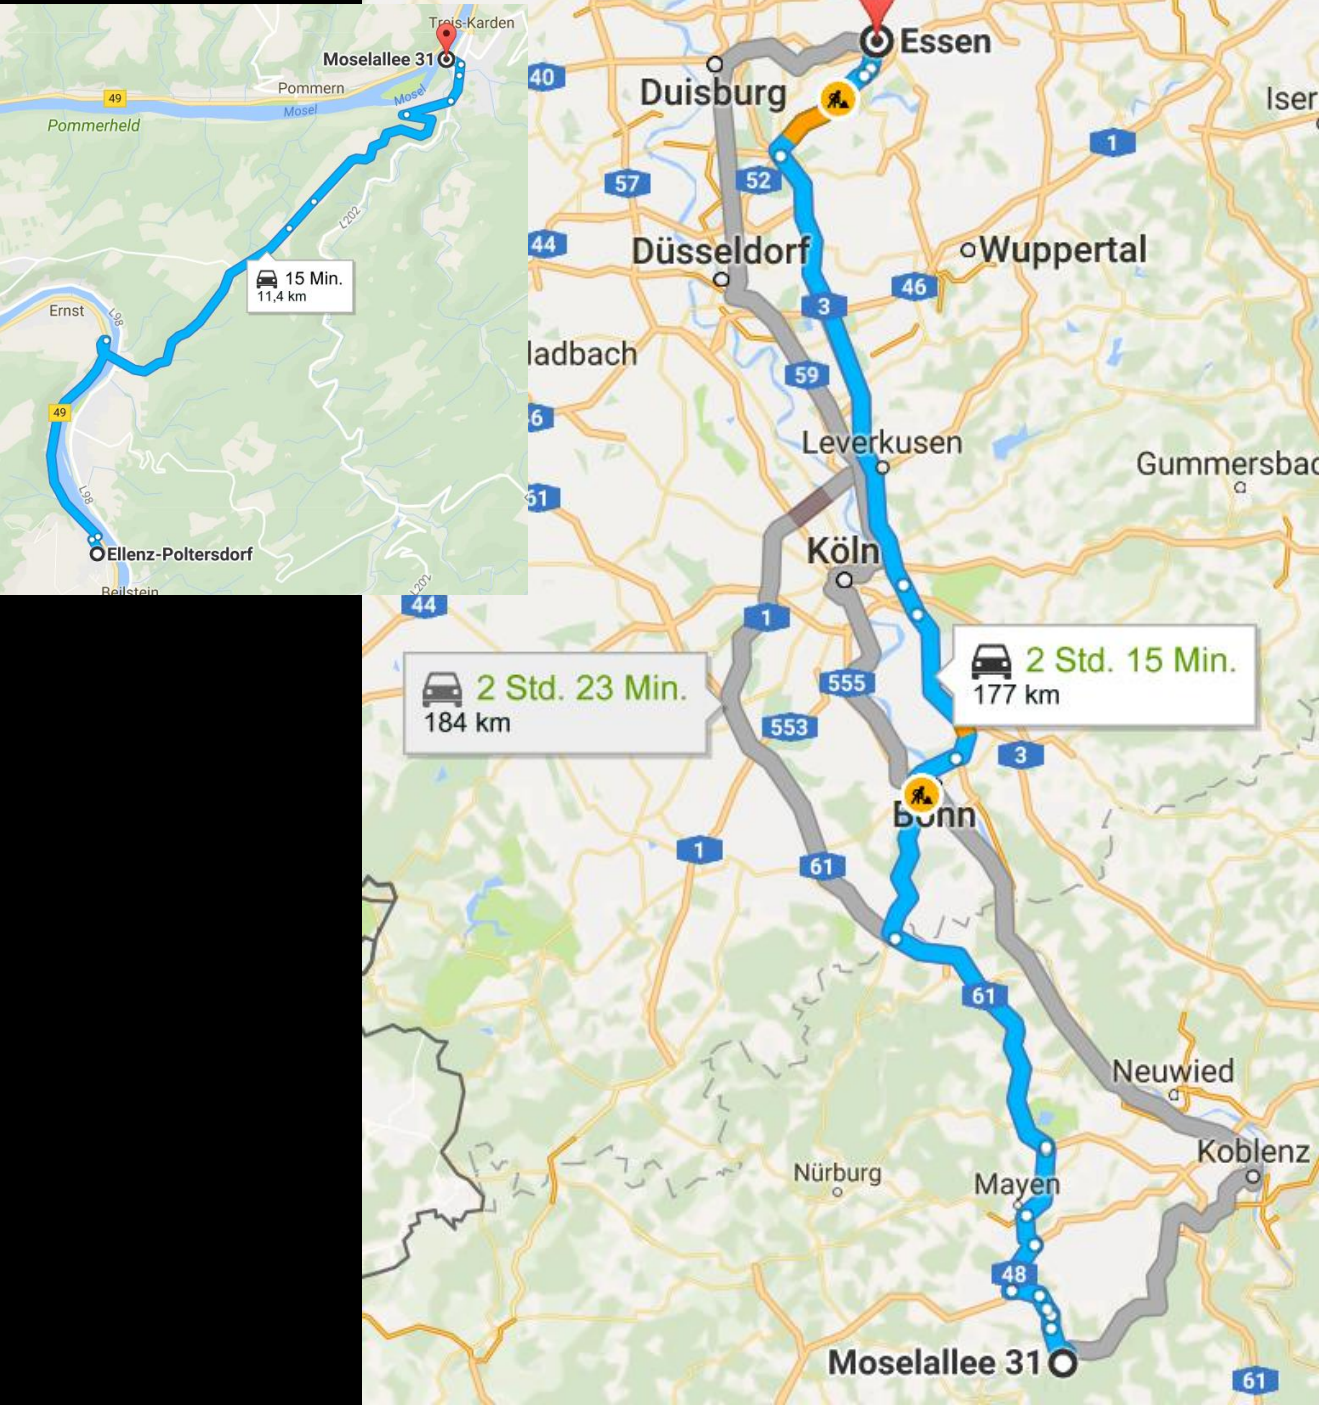 Treis-Karden
Moselallee 31
Pommern
49
Mosel
Mosel
Pommerheld
L202
15 Min.
11,4 km
Ernst
L98
49
L98
Ellenz-Poltersdorf
Beilstein
L202
Essen
Duisburg
40
Iser
1
57
52
44
Düsseldorf
Wuppertal
46
3
ladbach
59
6
Leverkusen
Gummersbac
61
Köln
44
1
2 Std. 15 Min.
177 km
2 Std. 23 Min.
184 km
555
553
3
Bonn
1
61
61
Neuwied
Koblenz
Nürburg
Mayen
48
Moselallee 31
61